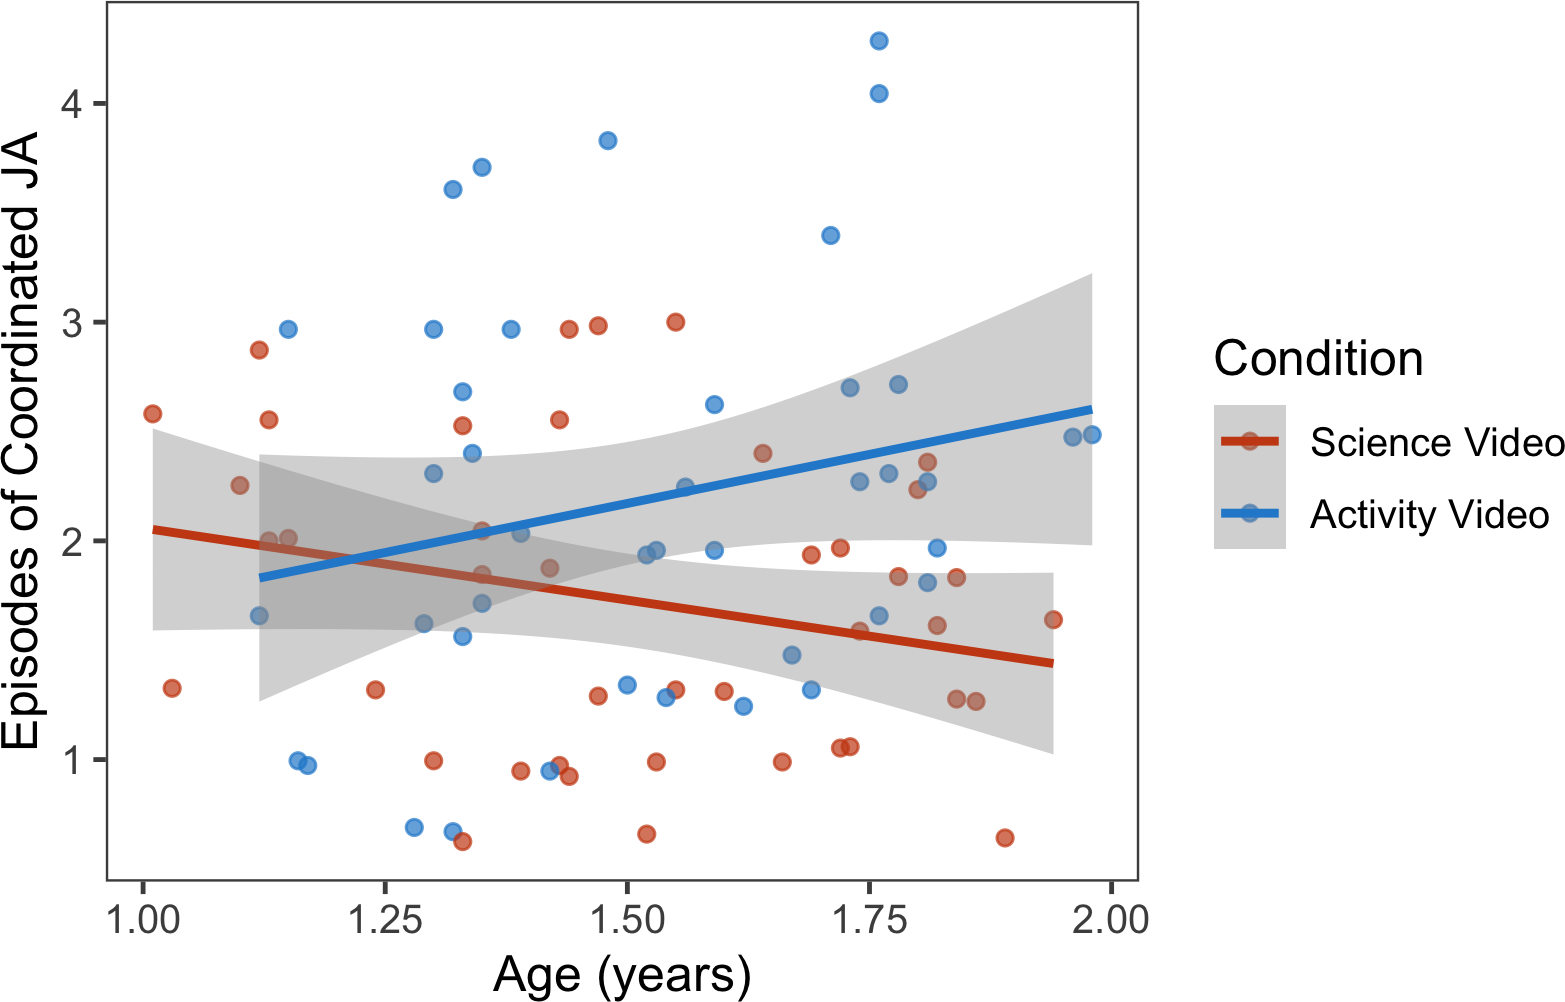 Episodes of Coordinated JA
4
3
2
1
1.00 1.25 1.50 1.75 2.00
Age (years)
Condition
Science Video
Activity Video